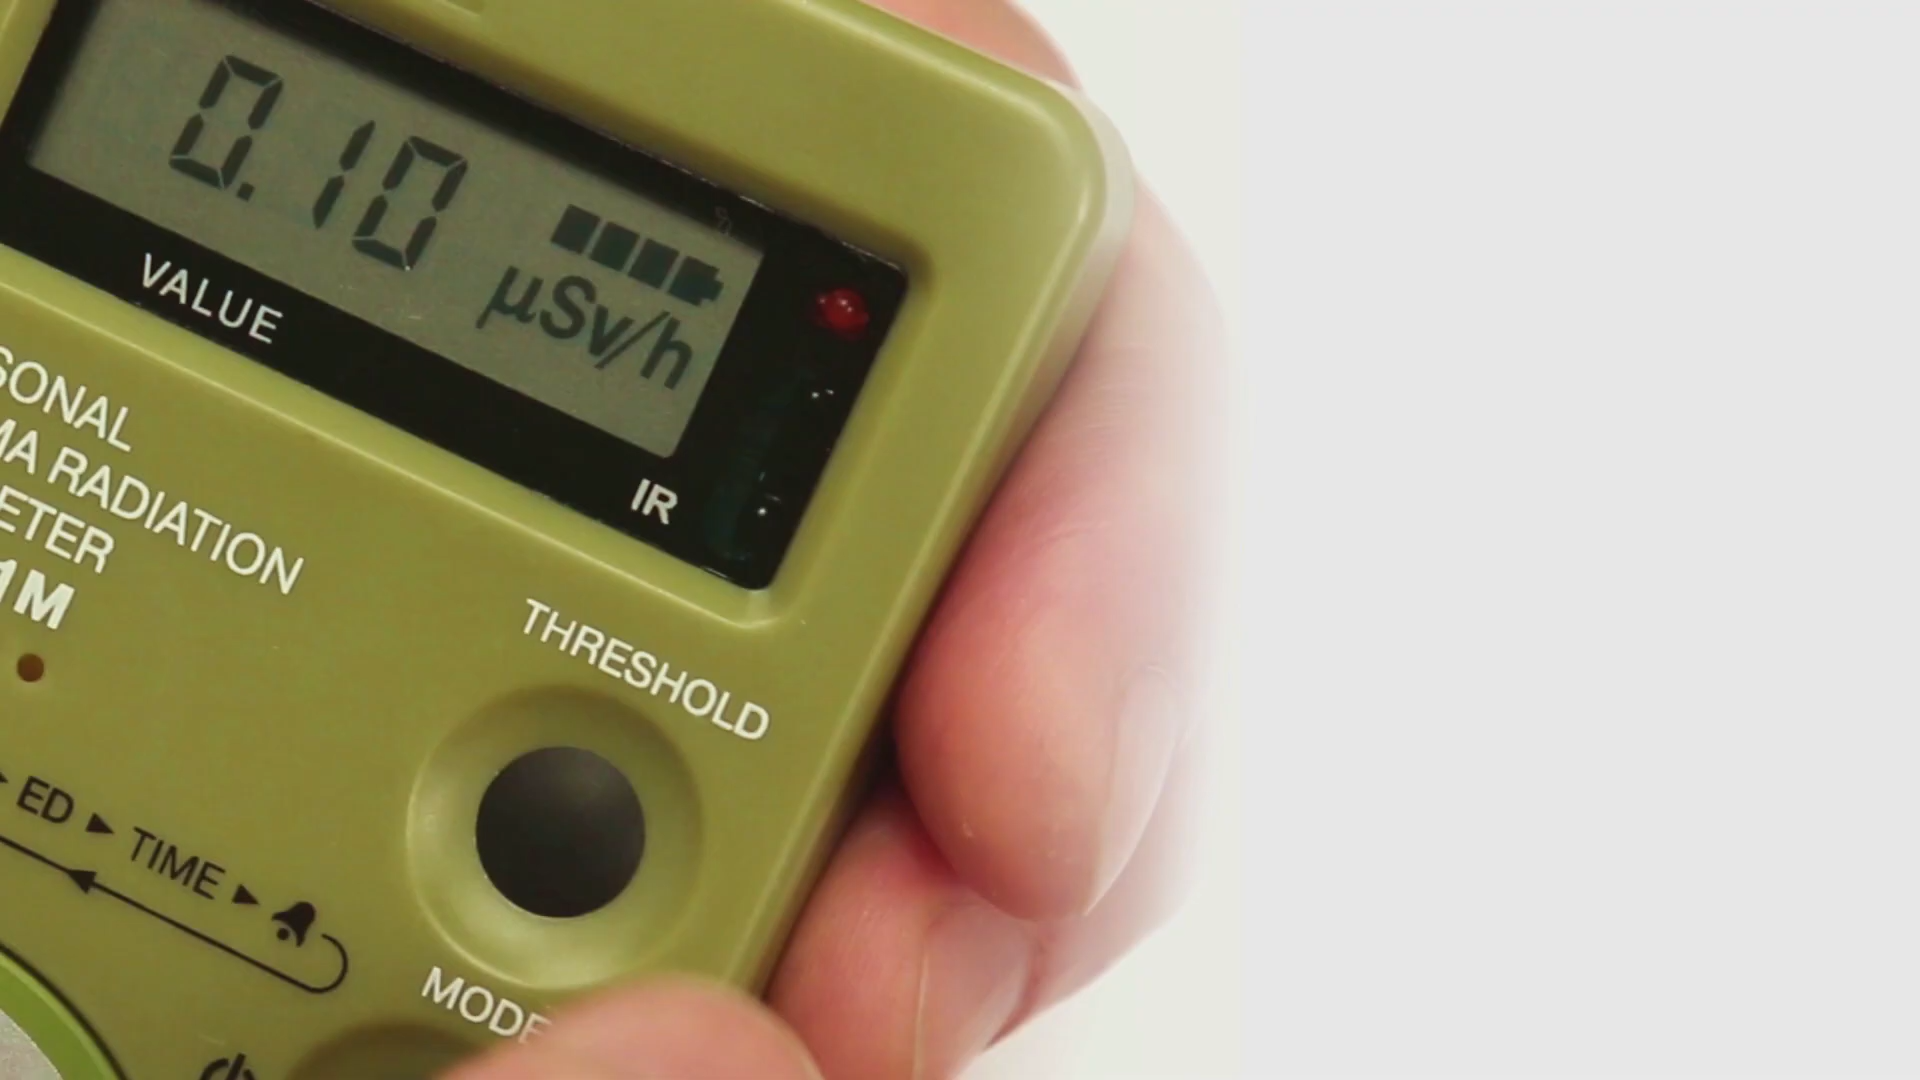 0.10
µSv/h
VALUE
IR
SONAL
MA RADIATION
ETER
1M
THRESHOLD
ED ▶ TIME ▶
MODE